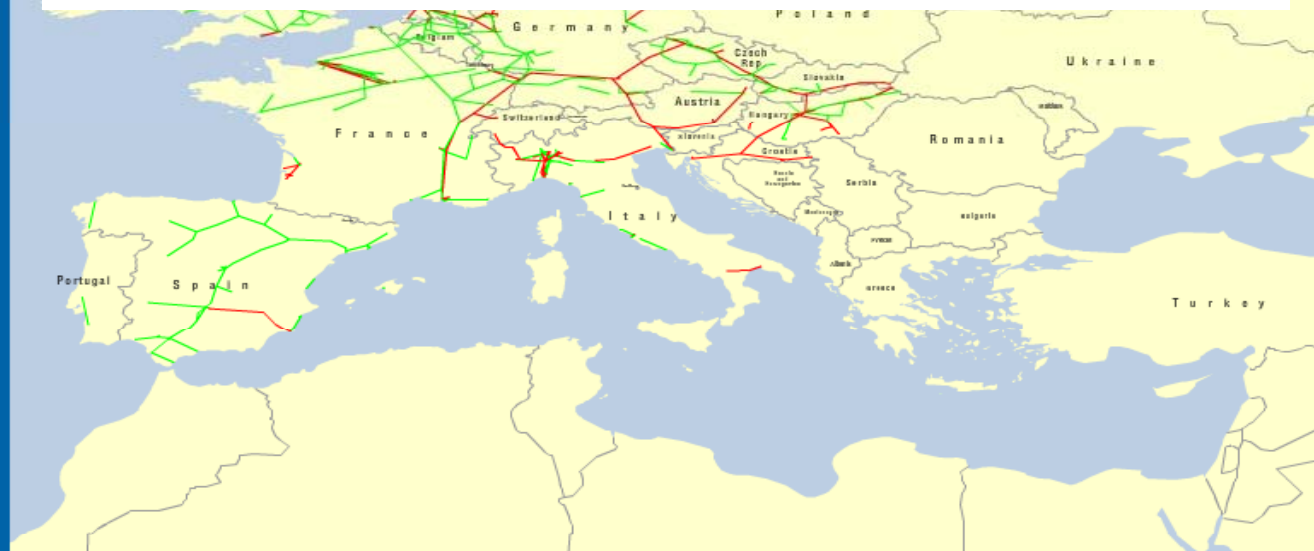 Poland
Germany
Belgium
Ukraine
Czech
Rep
Slovakia
Austria
Switzerland
Hungary
France
Slovenia
Romania
Croatia
Serbia
Italy
Bulgaria
Portugal
Spain
Albania
Greece
Turkey